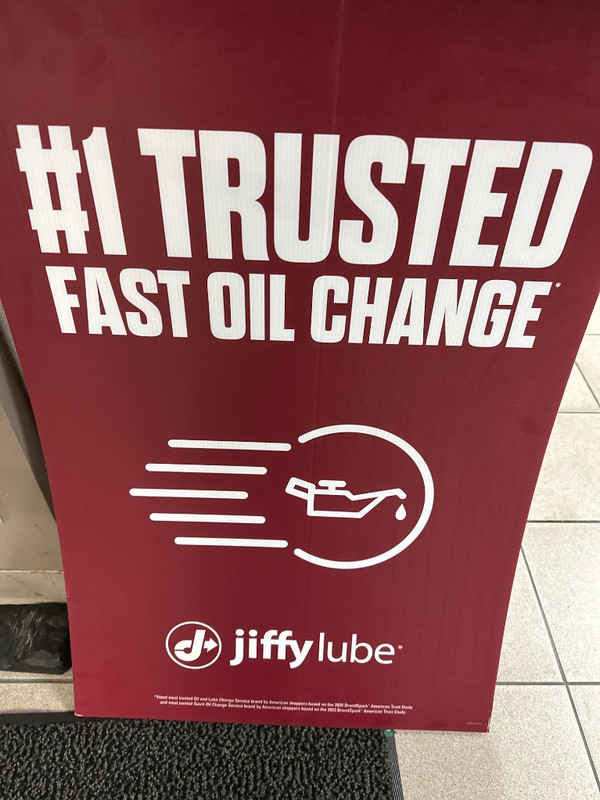 #1 TRUSTED
FAST OIL CHANGE*
jiffy lube®
*Voted most trusted Oil and Lube Change Service brand by American shoppers based on the 2025 BrandSpark® American Trust Study
and most trusted Quick Oil Change Service brand by American shoppers based on the 2023 BrandSpark® American Trust Study.